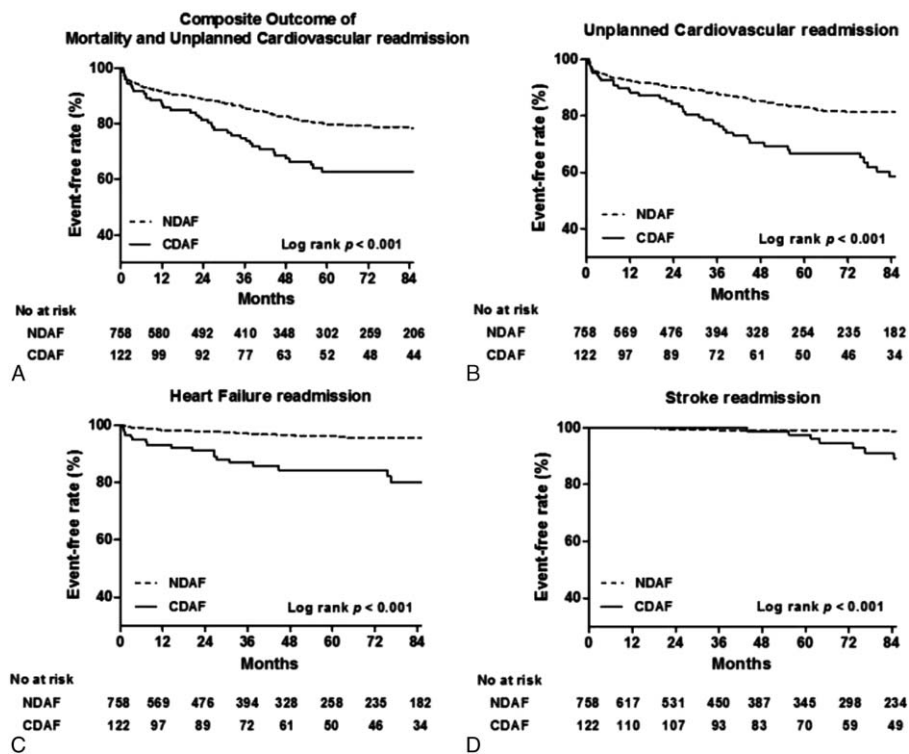 Composite Outcome of
Mortality and Unplanned Cardiovascular readmission
Event-free rate (%)
100
80
60
40
NDAF
CDAF
Log rank p < 0.001
0 12 24 36 48 60 72 84
Months
No at risk
NDAF 758 580 492 410 348 302 259 206
CDAF 122 99 92 77 63 52 48 44
A
Unplanned Cardiovascular readmission
Event-free rate (%)
100
80
60
40
NDAF
CDAF
Log rank p < 0.001
0 12 24 36 48 60 72 84
Months
No at risk
NDAF 758 569 476 394 328 254 235 182
CDAF 122 97 89 72 61 50 46 34
B
Heart Failure readmission
Event-free rate (%)
100
80
60
40
NDAF
CDAF
Log rank p < 0.001
0 12 24 36 48 60 72 84
Months
No at risk
NDAF 758 569 476 394 328 258 235 182
CDAF 122 97 89 72 61 50 46 34
C
Stroke readmission
Event-free rate (%)
100
80
60
40
NDAF
CDAF
Log rank p < 0.001
0 12 24 36 48 60 72 84
Months
No at risk
NDAF 758 617 531 450 387 345 298 234
CDAF 122 110 107 93 83 70 59 49
D